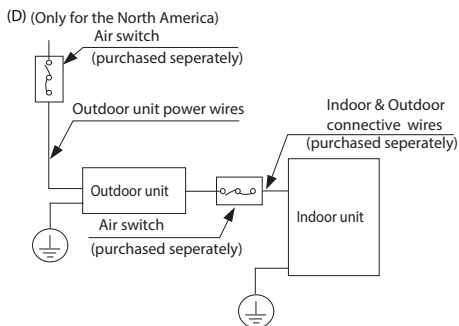 (D) (Only for the North America)
Air switch
(purchased seperately)
Outdoor unit power wires
Indoor & Outdoor
connective wires
(purchased seperately)
Outdoor unit
Indoor unit
Air switch
(purchased seperately)